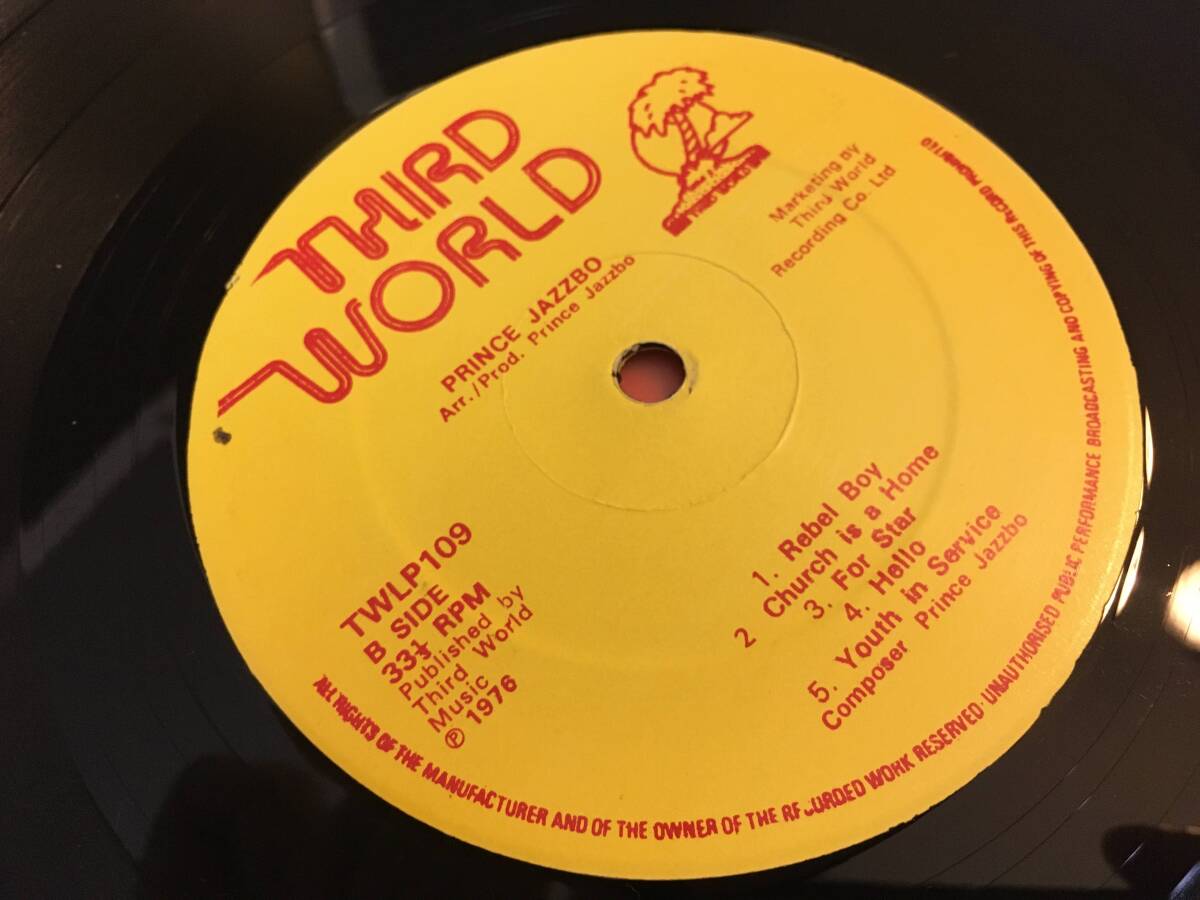 THIRD
WORLD
THIRD WORLD
Marketing by
Third World
Recording Co. Ltd
PRINCE JAZZBO
Arr./Prod. Prince Jazzbo
TWLP109
B SIDE
33⅓ RPM
Published by
Third World
Music
℗ 1976
1. Rebel Boy
2 Church is a Home
3. For Star
4. Hello
5. Youth in Service
Composer Prince Jazzbo
ALL RIGHTS OF THE MANUFACTURER AND OF THE OWNER OF THE RECORDED WORK RESERVED· UNAUTHORISED PUBLIC PERFORMANCE BROADCASTING AND COPYING OF THIS RECORD PROHIBITED